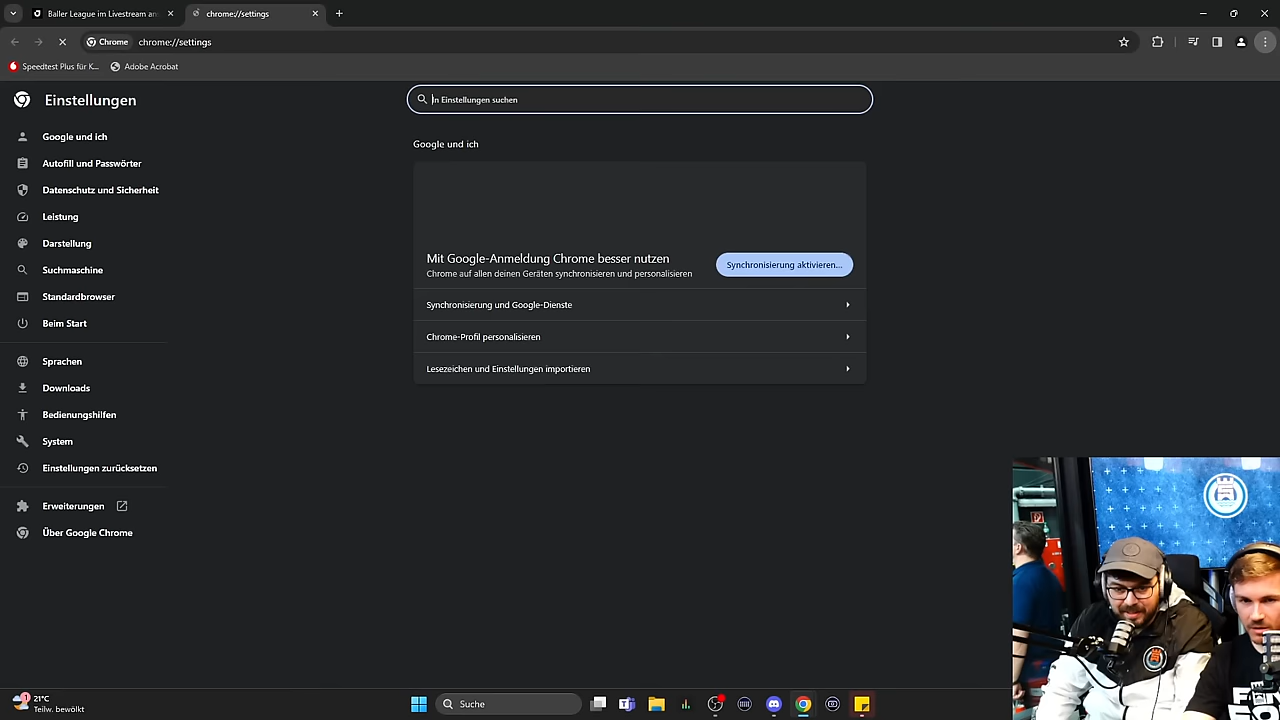 Baller League im Livestream an
chrome://settings
Chrome
chrome://settings
Speedtest Plus für K...
Adobe Acrobat
Einstellungen
In Einstellungen suchen
Google und ich
Autofill und Passwörter
Datenschutz und Sicherheit
Leistung
Darstellung
Suchmaschine
Standardbrowser
Beim Start
Sprachen
Downloads
Bedienungshilfen
System
Einstellungen zurücksetzen
Erweiterungen
Über Google Chrome
Google und ich
Mit Google-Anmeldung Chrome besser nutzen
Chrome auf allen deinen Geräten synchronisieren und personalisieren
Synchronisierung aktivieren...
Synchronisierung und Google-Dienste
Chrome-Profil personalisieren
Lesezeichen und Einstellungen importieren
1
21°C
Teilw. bewölkt
Suche